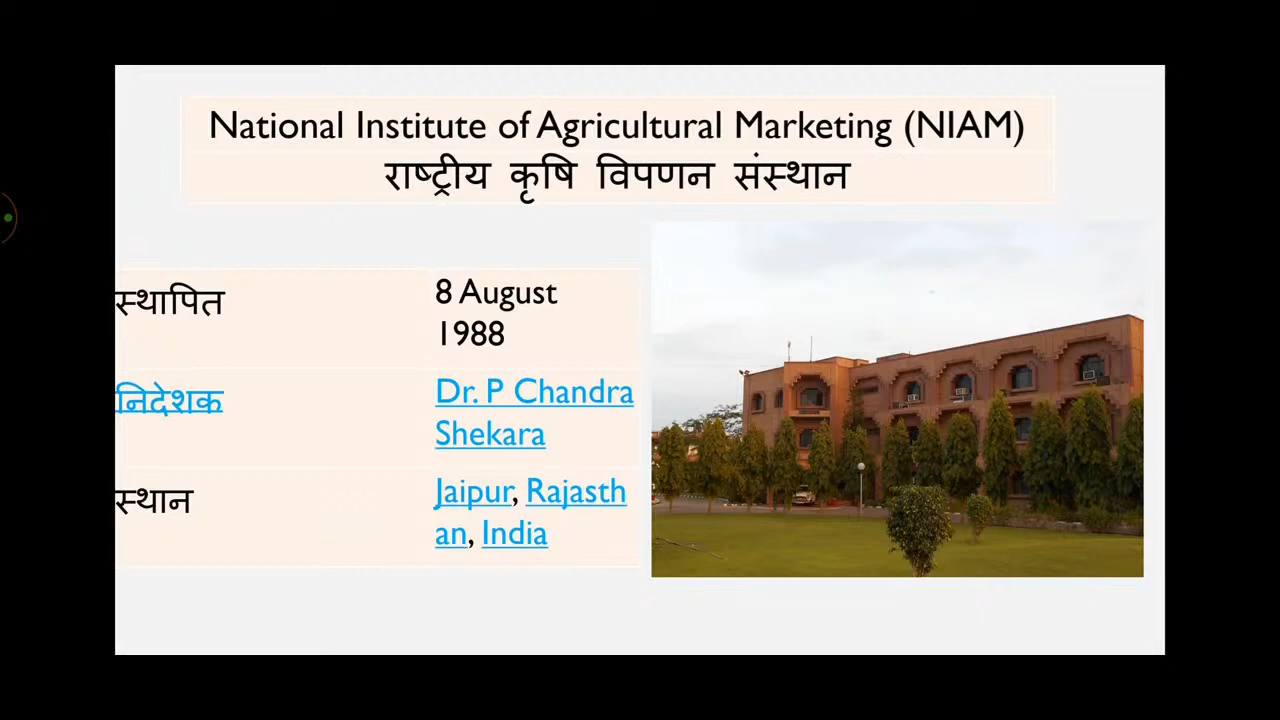 National Institute of Agricultural Marketing (NIAM)
राष्ट्रीय कृषि विपणन संस्थान
स्थापित
8 August
1988
निदेशक
Dr. P Chandra
Shekara
स्थान
Jaipur, Rajasth
an, India